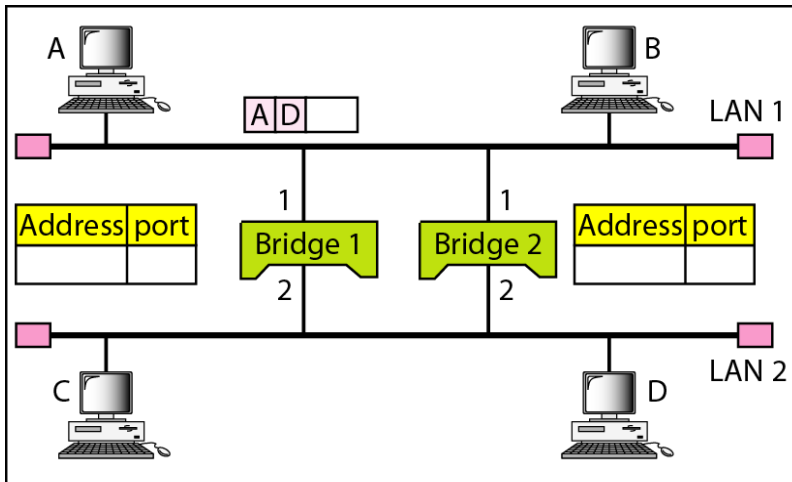 A
B
A D
LAN 1
1
1
Address port
Bridge 1
Bridge 2
Address port
2
2
LAN 2
C
D